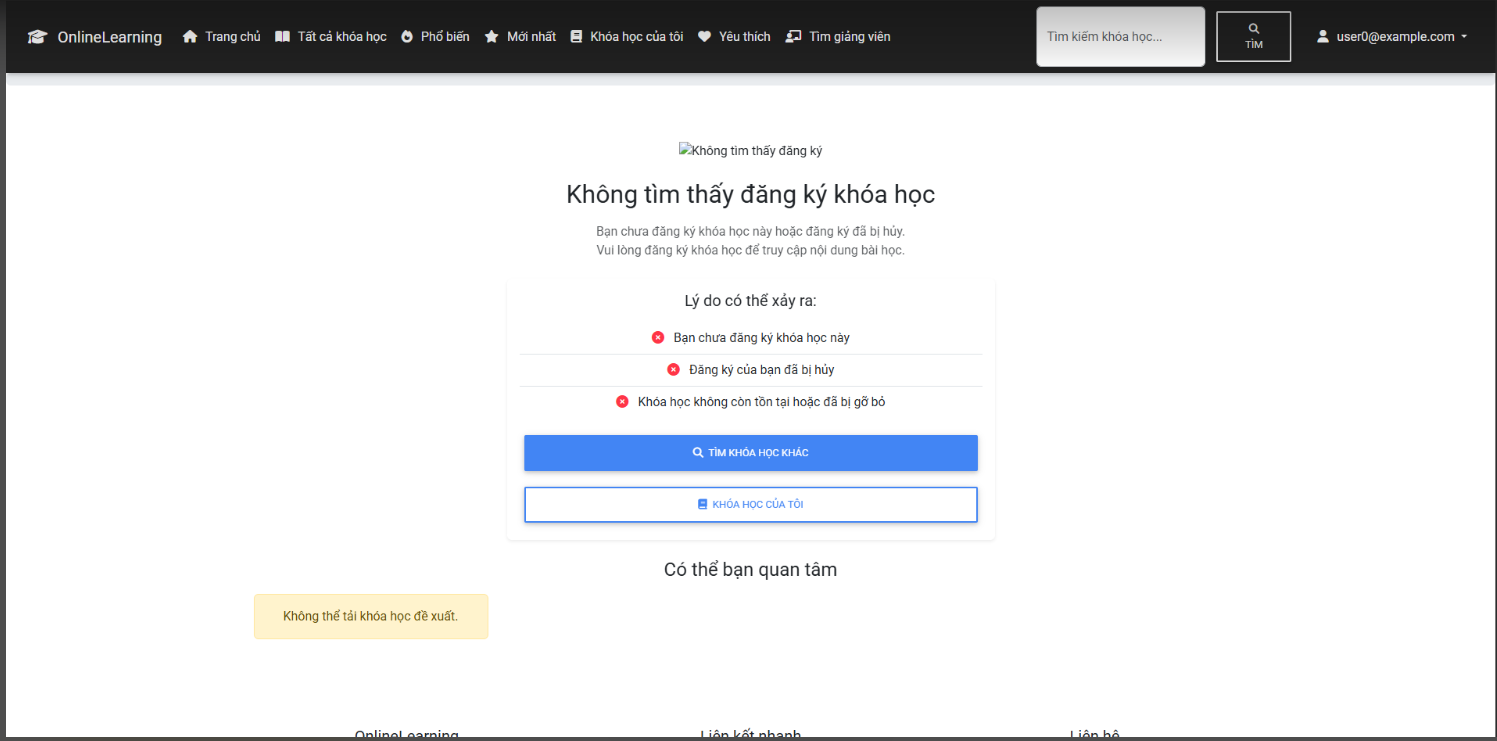 OnlineLearning Trang chủ Tất cả khóa học Phổ biến Mới nhất Khóa học của tôi Yêu thích Tìm giảng viên Tìm kiếm khóa học... TÌM user0@example.com
Không tìm thấy đăng ký
Không tìm thấy đăng ký khóa học
Bạn chưa đăng ký khóa học này hoặc đăng ký đã bị hủy.
Vui lòng đăng ký khóa học để truy cập nội dung bài học.
Lý do có thể xảy ra:
Bạn chưa đăng ký khóa học này
Đăng ký của bạn đã bị hủy
Khóa học không còn tồn tại hoặc đã bị gỡ bỏ
TÌM KHÓA HỌC KHÁC
KHÓA HỌC CỦA TÔI
Có thể bạn quan tâm
Không thể tải khóa học đề xuất.
OnlineLearning Liên kết nhanh Liên hệ